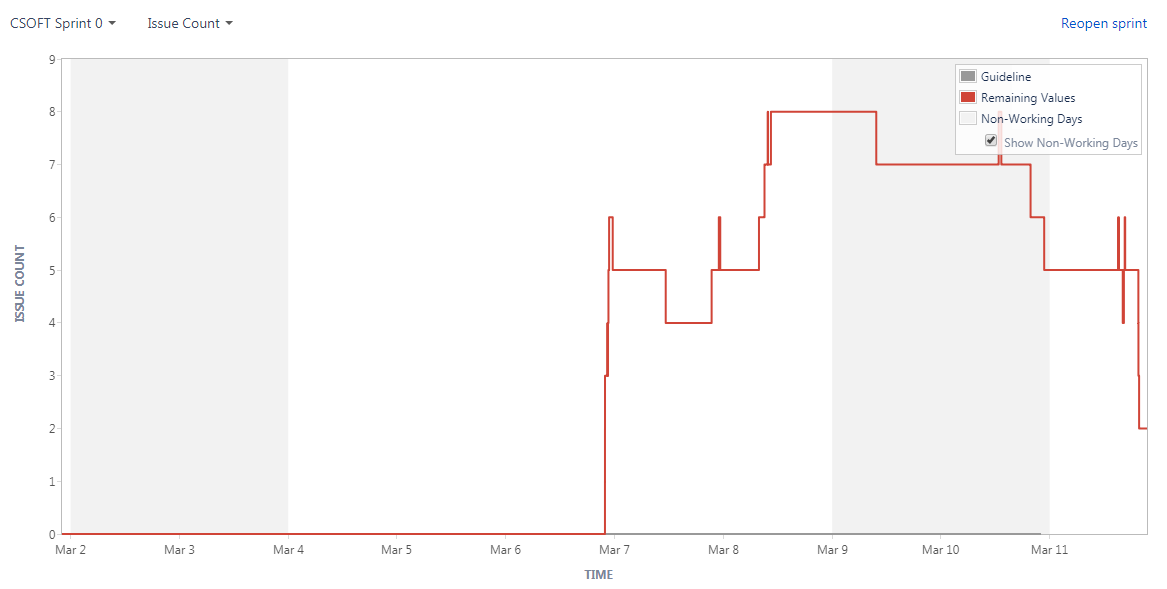 CSOFT Sprint 0 Issue Count Reopen sprint
9
8
7
6
5
4
3
2
1
0
ISSUE COUNT
Guideline
Remaining Values
Non-Working Days
Show Non-Working Days
Mar 2 Mar 3 Mar 4 Mar 5 Mar 6 Mar 7 Mar 8 Mar 9 Mar 10 Mar 11
TIME